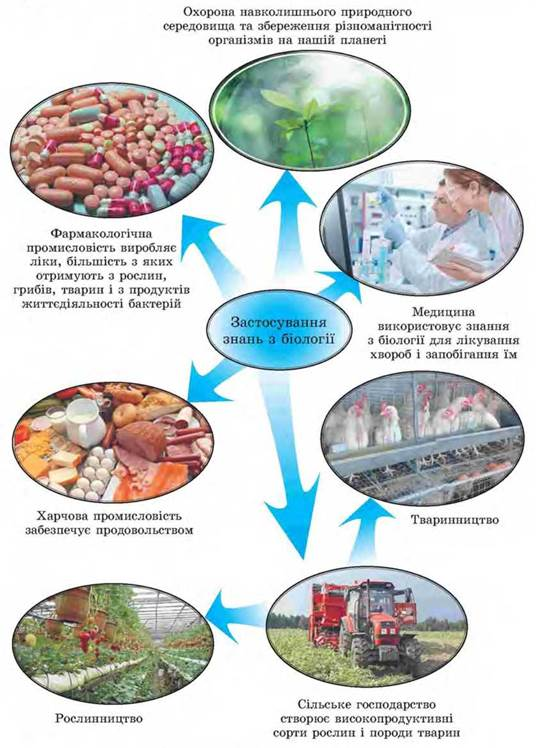 Охорона навколишнього природного
середовища та збереження різноманітності
організмів на нашій планеті
Фармакологічна
промисловість виробляє
ліки, більшість з яких
отримують з рослин,
грибів, тварин і з продуктів
життєдіяльності бактерій
Медицина
використовує знання
з біології для лікування
хвороб і запобігання їм
Застосування
знань з біології
Харчова промисловість
забезпечує продовольством
Тваринництво
Рослинництво
Сільське господарство
створює високопродуктивні
сорти рослин і породи тварин